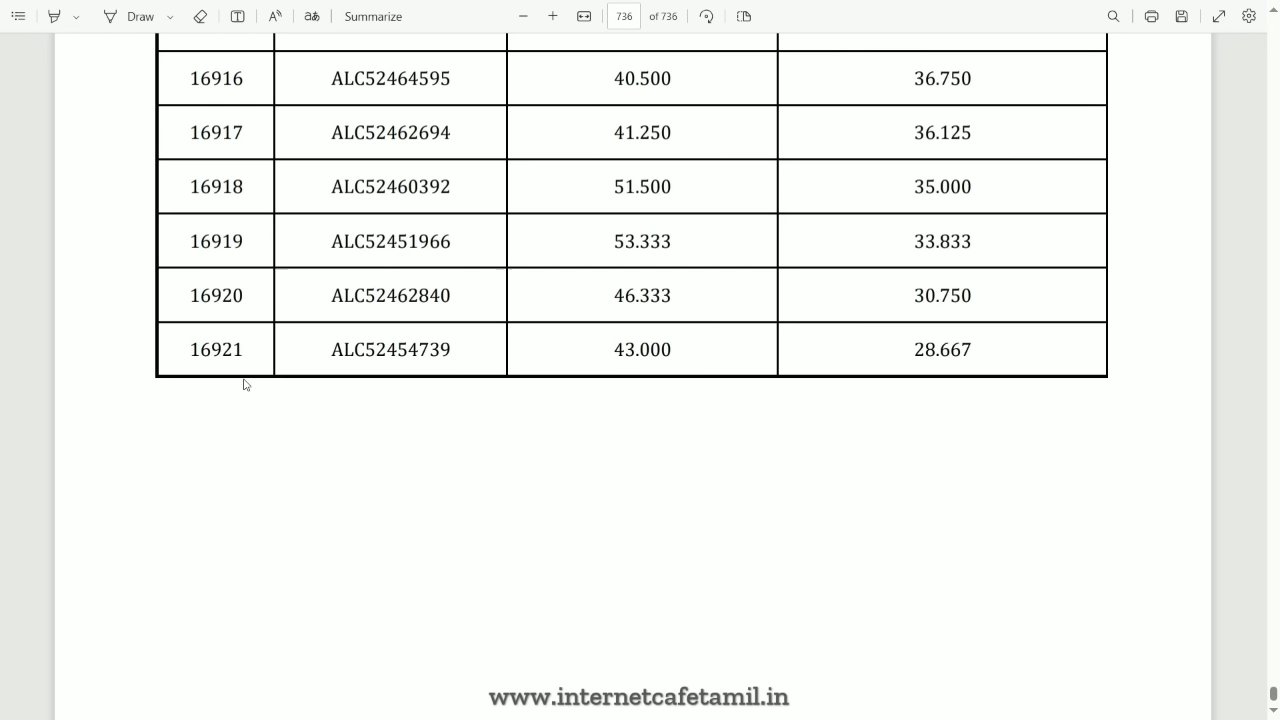 Draw Summarize 736 of 736
16916 ALC52464595 40.500 36.750
16917 ALC52462694 41.250 36.125
16918 ALC52460392 51.500 35.000
16919 ALC52451966 53.333 33.833
16920 ALC52462840 46.333 30.750
16921 ALC52454739 43.000 28.667
www.internetcafetamil.in